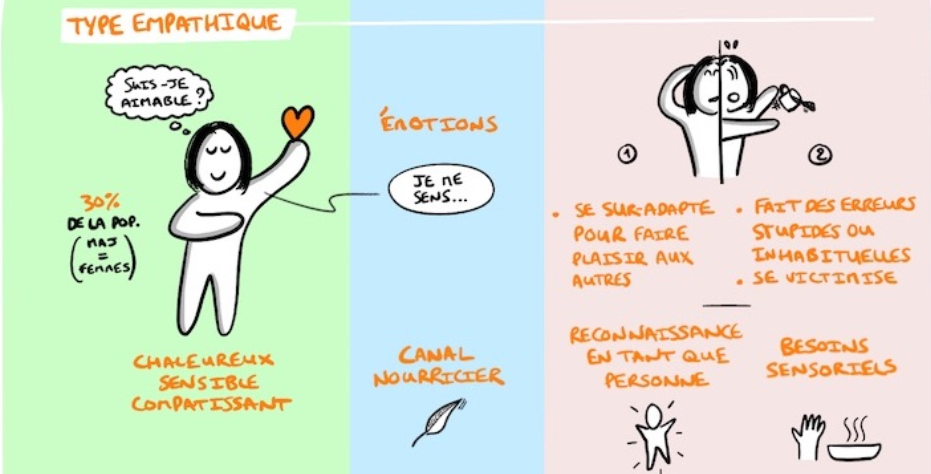 TYPE EMPATHIQUE
SUIS-JE
AIMABLE ?
30%
DE LA POP.
(MAJ
=
FEMMES)
CHALEUREUX
SENSIBLE
COMPATISSANT
ÉMOTIONS
JE ME
SENS...
CANAL
NOURRICIER
1
2
• SE SUR-ADAPTE
POUR FAIRE
PLAISIR AUX
AUTRES
• FAIT DES ERREURS
STUPIDES OU
INHABITUELLES
• SE VICTIMISE
RECONNAISSANCE
EN TANT QUE
PERSONNE
BESOINS
SENSORIELS